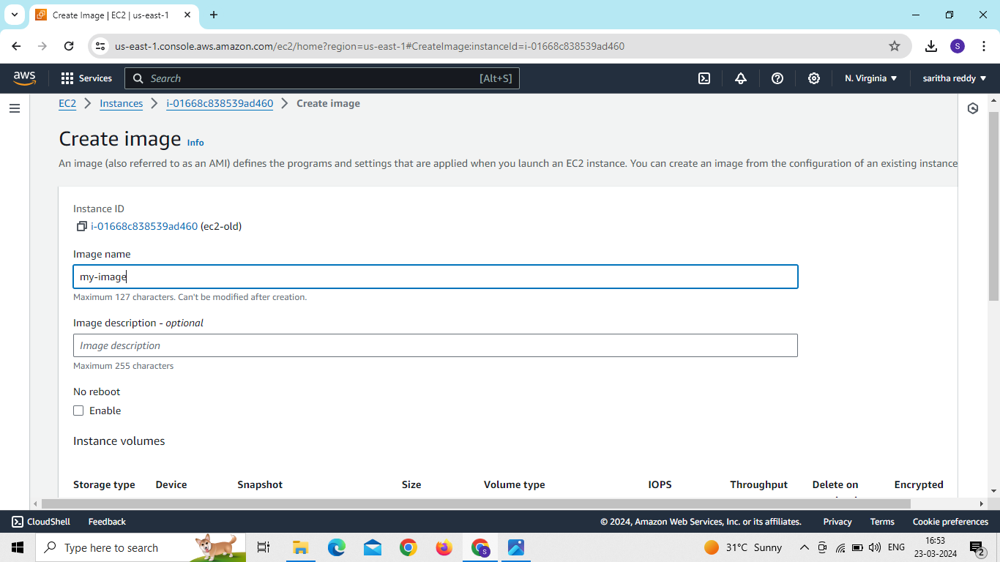 Create Image | EC2 | us-east-1
us-east-1.console.aws.amazon.com/ec2/home?region=us-east-1#CreateImage:instanceId=i-01668c838539ad460
S
aws Services Search [Alt+S] N. Virginia saritha reddy
EC2 Instances i-01668c838539ad460 Create image
Create image Info
An image (also referred to as an AMI) defines the programs and settings that are applied when you launch an EC2 instance. You can create an image from the configuration of an existing instance
Instance ID
i-01668c838539ad460 (ec2-old)
Image name
my-image
Maximum 127 characters. Can't be modified after creation.
Image description - optional
Image description
Maximum 255 characters
No reboot
Enable
Instance volumes
Storage type Device Snapshot Size Volume type IOPS Throughput Delete on Encrypted
CloudShell Feedback © 2024, Amazon Web Services, Inc. or its affiliates. Privacy Terms Cookie preferences
Type here to search S 31°C Sunny ENG 16:53
23-03-2024 2